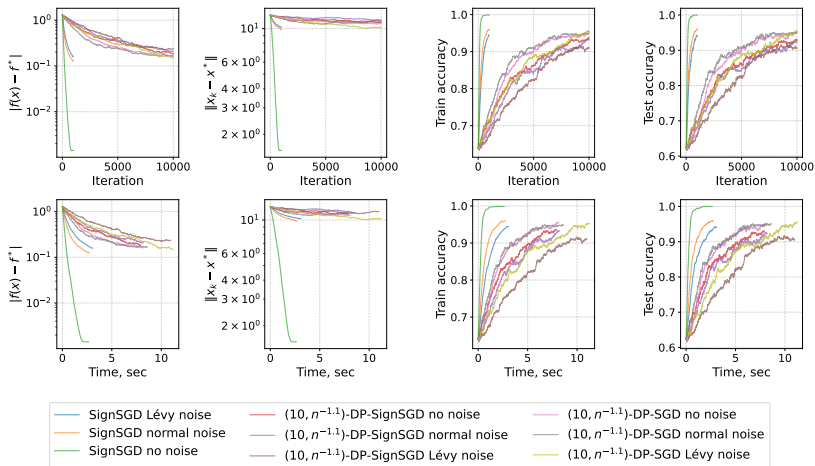 10⁰
10⁻¹
10⁻²
|f(x) − f*|
0
5000
10000
Iteration
10¹
6 × 10⁰
4 × 10⁰
3 × 10⁰
2 × 10⁰
‖xₖ − x*‖
0
5000
10000
Iteration
1.0
0.9
0.8
0.7
Train accuracy
0
5000
10000
Iteration
1.0
0.9
0.8
0.7
0.6
Test accuracy
0
5000
10000
Iteration
10⁰
10⁻¹
10⁻²
|f(x) − f*|
0
5
10
Time, sec
10¹
6 × 10⁰
4 × 10⁰
3 × 10⁰
2 × 10⁰
‖xₖ − x*‖
0
5
10
Time, sec
1.0
0.9
0.8
0.7
Train accuracy
0
5
10
Time, sec
1.0
0.9
0.8
0.7
0.6
Test accuracy
0
5
10
Time, sec
SignSGD Lévy noise
SignSGD normal noise
SignSGD no noise
(10, n⁻¹·¹)-DP-SignSGD no noise
(10, n⁻¹·¹)-DP-SignSGD normal noise
(10, n⁻¹·¹)-DP-SignSGD Lévy noise
(10, n⁻¹·¹)-DP-SGD no noise
(10, n⁻¹·¹)-DP-SGD normal noise
(10, n⁻¹·¹)-DP-SGD Lévy noise